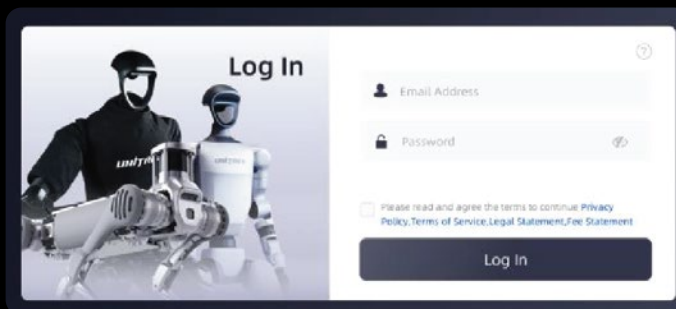 Log In
Email Address
Password
Please read and agree the terms to continue Privacy
Policy,Terms of Service,Legal Statement,Fee Statement
Log In